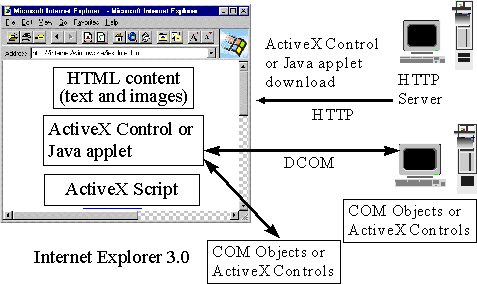 Microsoft Internet Explorer - Microsoft Internet Explorer
File Edit View Go Favorites Help
Address
HTML content
(text and images)
ActiveX Control or
Java applet
ActiveX Script
Internet Explorer 3.0
ActiveX Control
or Java applet
download
HTTP
HTTP
Server
DCOM
COM Objects or
ActiveX Controls
COM Objects or
ActiveX Controls